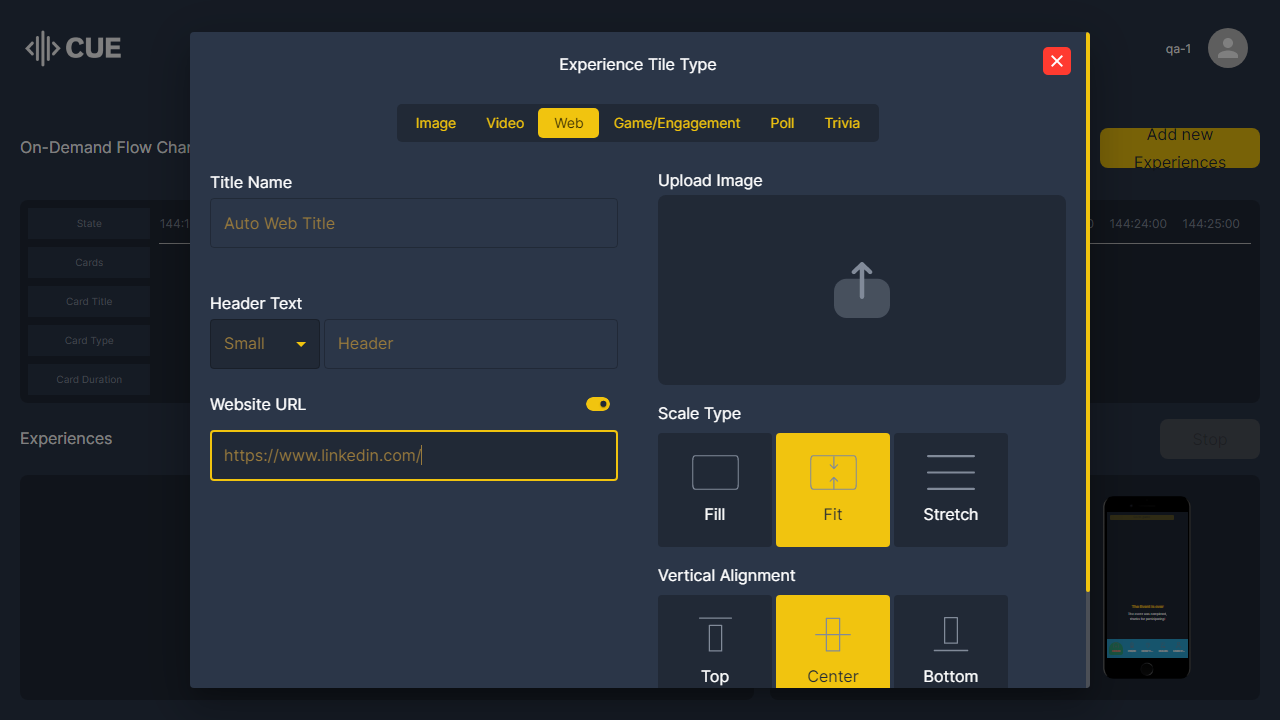 CUE
qa-1
Experience Tile Type
Image Video Web Game/Engagement Poll Trivia
On-Demand Flow Char
Add new
Experiences
Title Name
Auto Web Title
Upload Image
State
144:1
0 144:24:00 144:25:00
Cards
Card Title
Card Type
Card Duration
Header Text
Small Header
Website URL
https://www.linkedin.com/
Scale Type
Fill Fit Stretch
Experiences
Stop
Vertical Alignment
Top Center Bottom